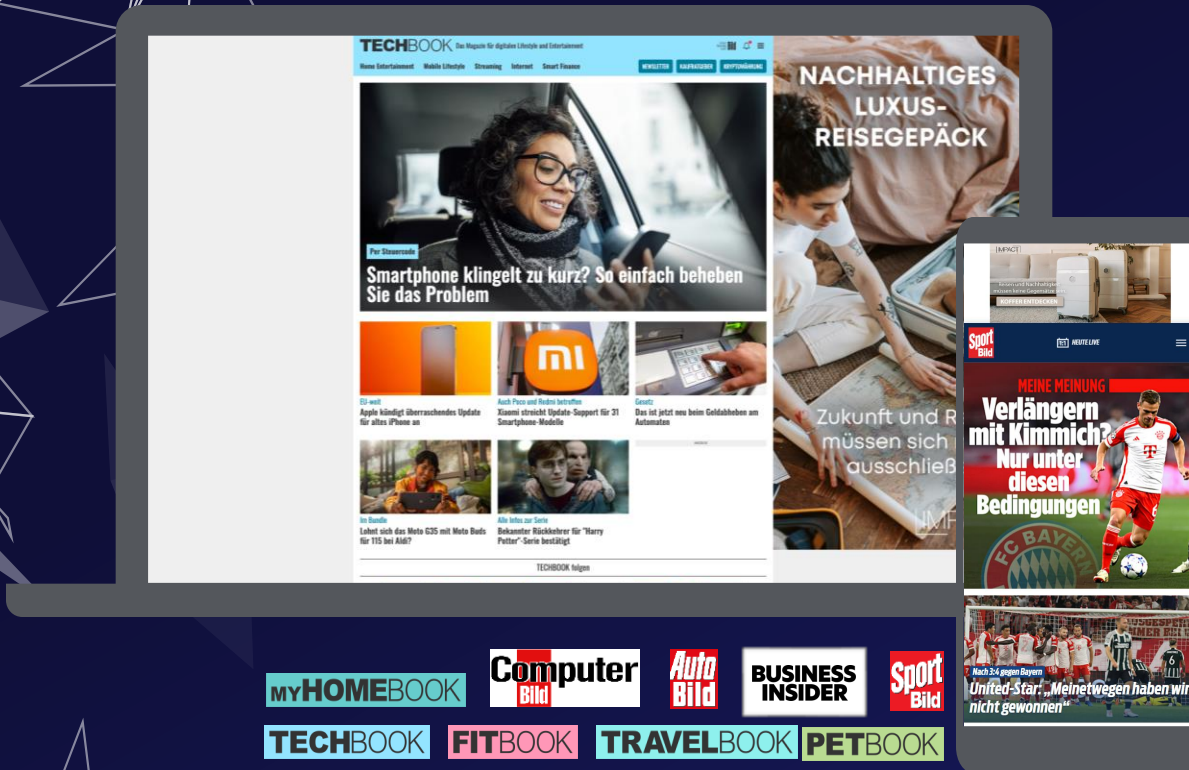 TECHBOOK Das Magazin für digitalen Lifestyle und Entertainment
Home Entertainment Mobile Lifestyle Streaming Internet Smart Finance
NEWSLETTER KAUFRATGEBER KRYPTOWÄHRUNG
Per Steuercode
Smartphone klingelt zu kurz? So einfach beheben
Sie das Problem
EU-weit
Apple kündigt überraschendes Update
für altes iPhone an
Auch Poco und Redmi betroffen
Xiaomi streicht Update-Support für 31
Smartphone-Modelle
Gesetz
Das ist jetzt neu beim Geldabheben am
Automaten
Im Bundle
Lohnt sich das Moto G35 mit Moto Buds
für 115 bei Aldi?
Alle Infos zur Serie
Bekannter Rückkehrer für "Harry
Potter"-Serie bestätigt
TECHBOOK folgen
NACHHALTIGES
LUXUS-
REISEGEPÄCK
Zukunft und R
müssen sich
ausschließ
[IMPACT]
Reisen und Nachhaltigke
müssen keine Gegensätze
KOFFER ENTDECKEN
Sport
Bild
HEUTE LIVE
MEINE MEINUNG
Verlängern
mit Kimmich?
Nur unter
diesen
Bedingungen
FC BAYERN
Nach 3:4 gegen Bayern
United-Star: „Meinetwegen haben wir
nicht gewonnen“
MYHOMEBOOK
Computer
Bild
Auto
Bild
BUSINESS
INSIDER
Sport
Bild
TECHBOOK
FITBOOK
TRAVELBOOK
PETBOOK